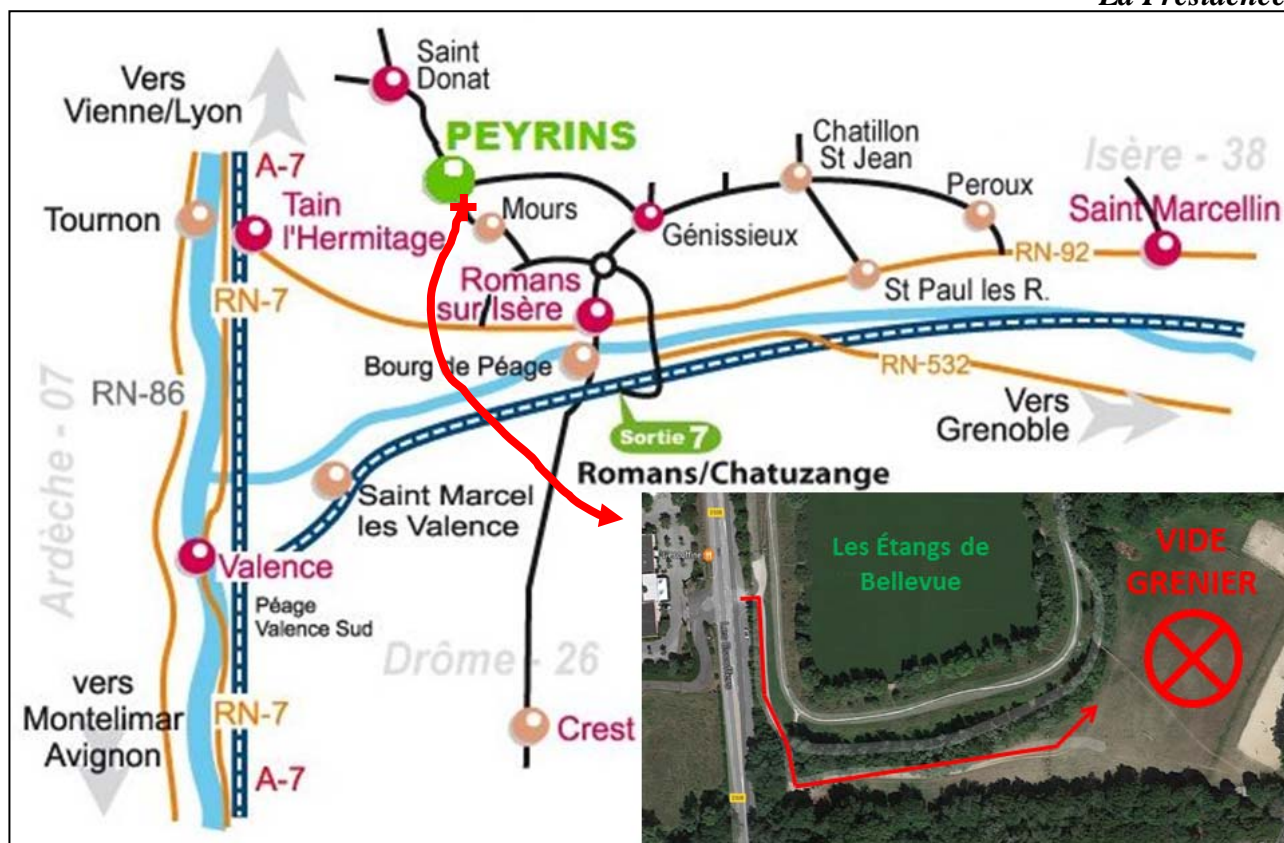 La Présidence
Saint
Donat
Vers
Vienne/Lyon
PEYRINS
Chatillon
St Jean
Isère - 38
A-7
Peroux
Tournon
Tain
l'Hermitage
Mours
Génissieux
Saint Marcellin
RN-92
RN-7
Romans
sur Isère
St Paul les R.
Bourg de Péage
RN-532
RN-86
Ardèche - 07
Vers
Grenoble
Sortie 7
Romans/Chatuzange
Saint Marcel
les Valence
Valence
Péage
Valence Sud
Drôme - 26
vers
Montelimar
Avignon
RN-7
A-7
Crest
Les Étangs de
Bellevue
VIDE
GRENIER